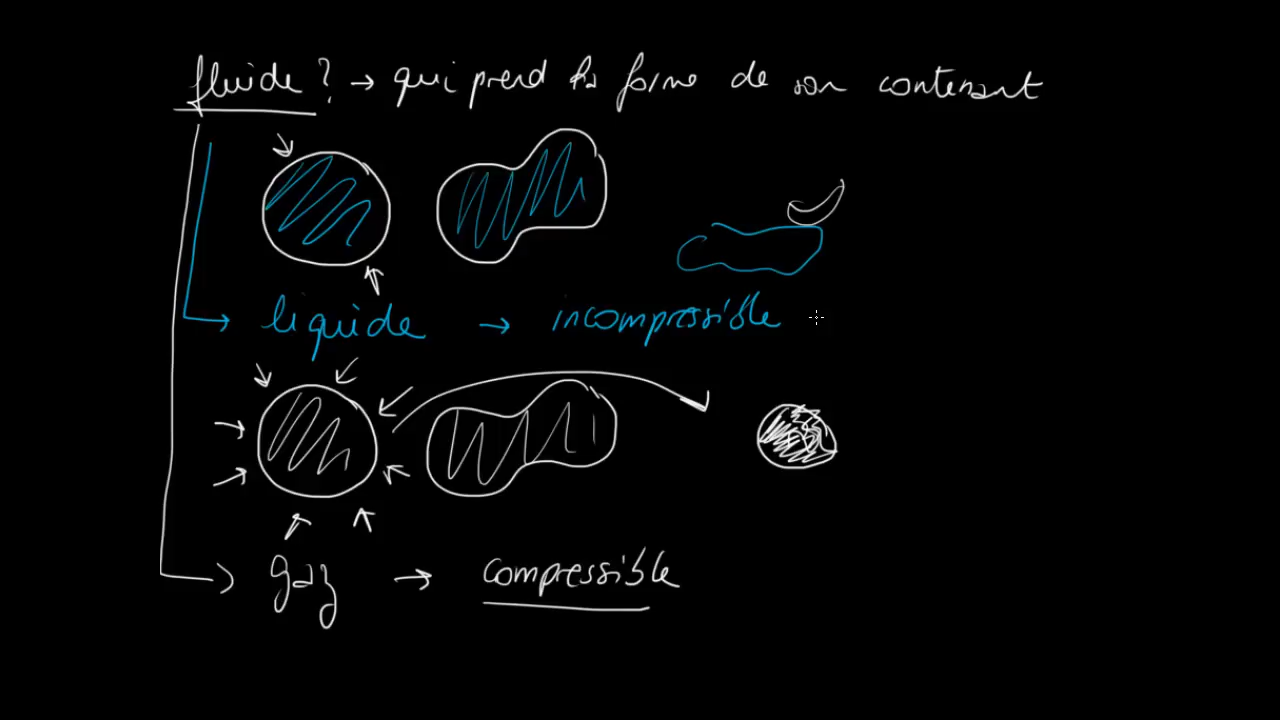 fluide ? → qui prend la forme de son contenant
liquide → incompressible
gaz → compressible